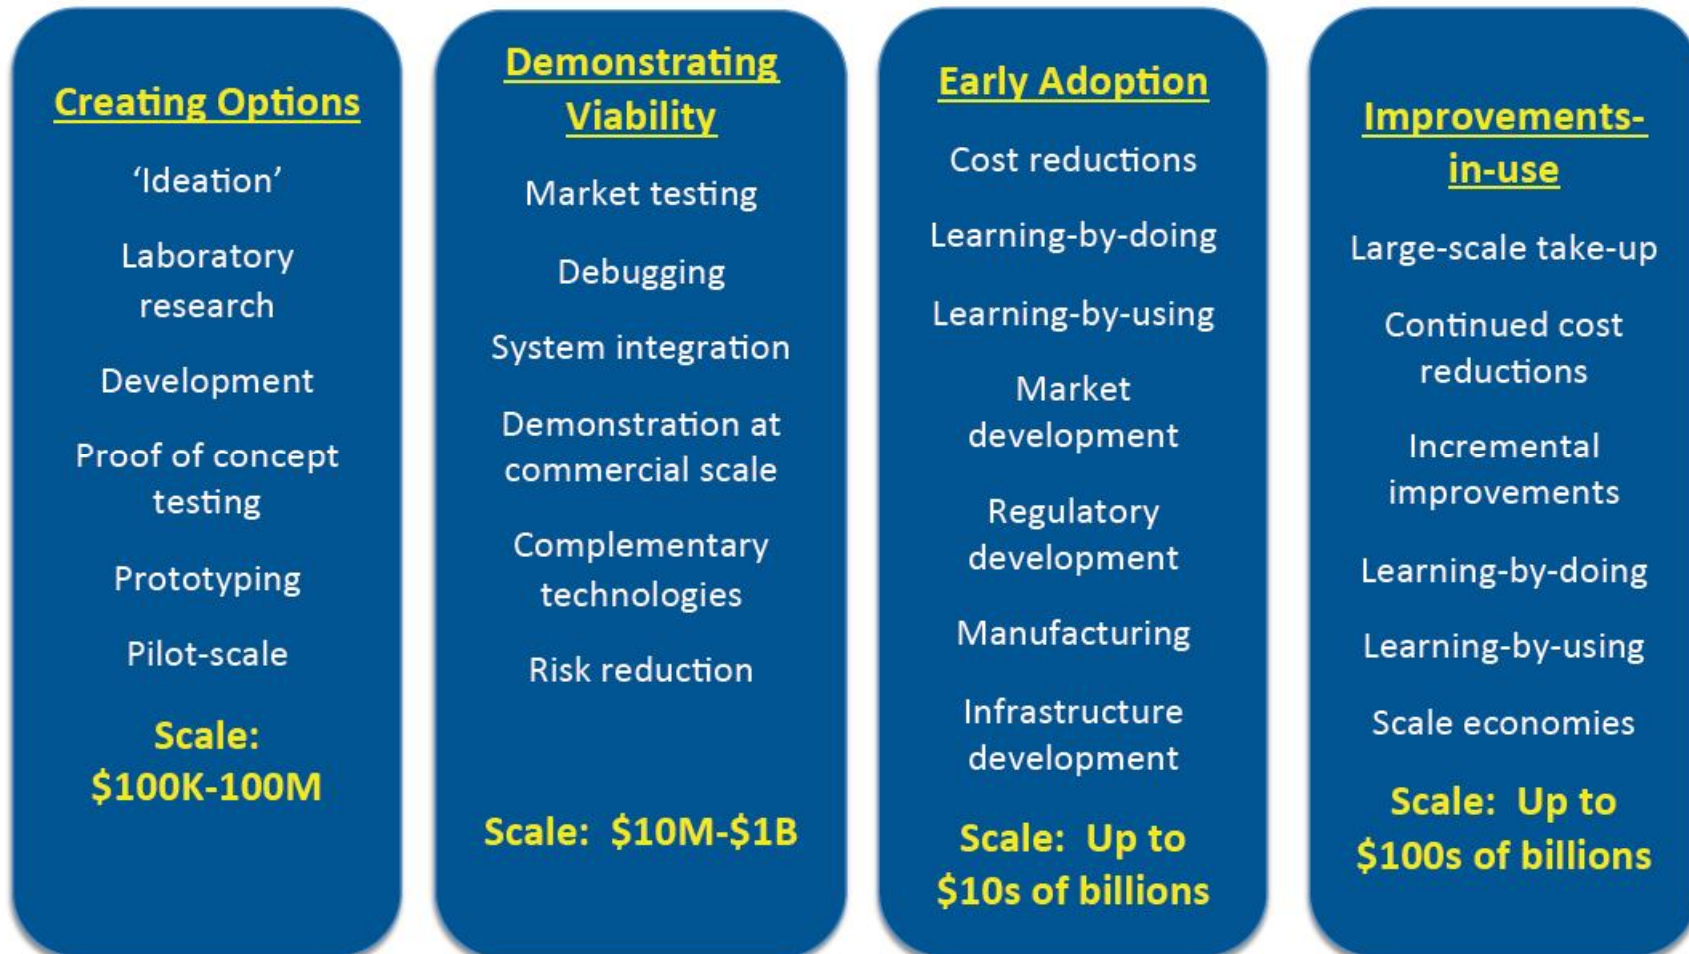 Creating Options
‘Ideation’
Laboratory
research
Development
Proof of concept
testing
Prototyping
Pilot-scale
Scale:
$100K-100M
Demonstrating
Viability
Market testing
Debugging
System integration
Demonstration at
commercial scale
Complementary
technologies
Risk reduction
Scale:  $10M-$1B
Early Adoption
Cost reductions
Learning-by-doing
Learning-by-using
Market
development
Regulatory
development
Manufacturing
Infrastructure
development
Scale:  Up to
$10s of billions
Improvements-
in-use
Large-scale take-up
Continued cost
reductions
Incremental
improvements
Learning-by-doing
Learning-by-using
Scale economies
Scale:  Up to
$100s of billions